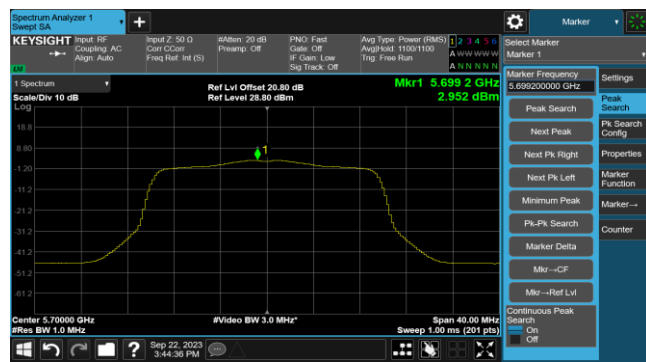 Spectrum Analyzer 1
Swept SA
Marker
KEYSIGHT
Input: RF
Coupling: AC
Align: Auto
Input Z: 50 Ω
Corr CCorr
Freq Ref: Int (S)
#Atten: 20 dB
Preamp: Off
PNO: Fast
Gate: Off
IF Gain: Low
Sig Track: Off
Avg Type: Power (RMS)
Avg|Hold: 1100/1100
Trig: Free Run
1 2 3 4 5 6
A W W W W W
A N N N N N
Select Marker
Marker 1
LXI
1 Spectrum
Scale/Div 10 dB
Log
Ref Lvl Offset 20.80 dB
Ref Level 28.80 dBm
Mkr1 5.699 2 GHz
2.952 dBm
18.8
8.80
-1.20
-11.2
-21.2
-31.2
-41.2
-51.2
-61.2
1
Center 5.70000 GHz
#Res BW 1.0 MHz
#Video BW 3.0 MHz*
Span 40.00 MHz
Sweep 1.00 ms (201 pts)
Marker Frequency
5.699200000 GHz
Peak Search
Next Peak
Next Pk Right
Next Pk Left
Minimum Peak
Pk-Pk Search
Marker Delta
Mkr→CF
Mkr→Ref Lvl
Continuous Peak
Search
On
Off
Settings
Peak
Search
Pk Search
Config
Properties
Marker
Function
Marker→
Counter
?
Sep 22, 2023
3:44:36 PM